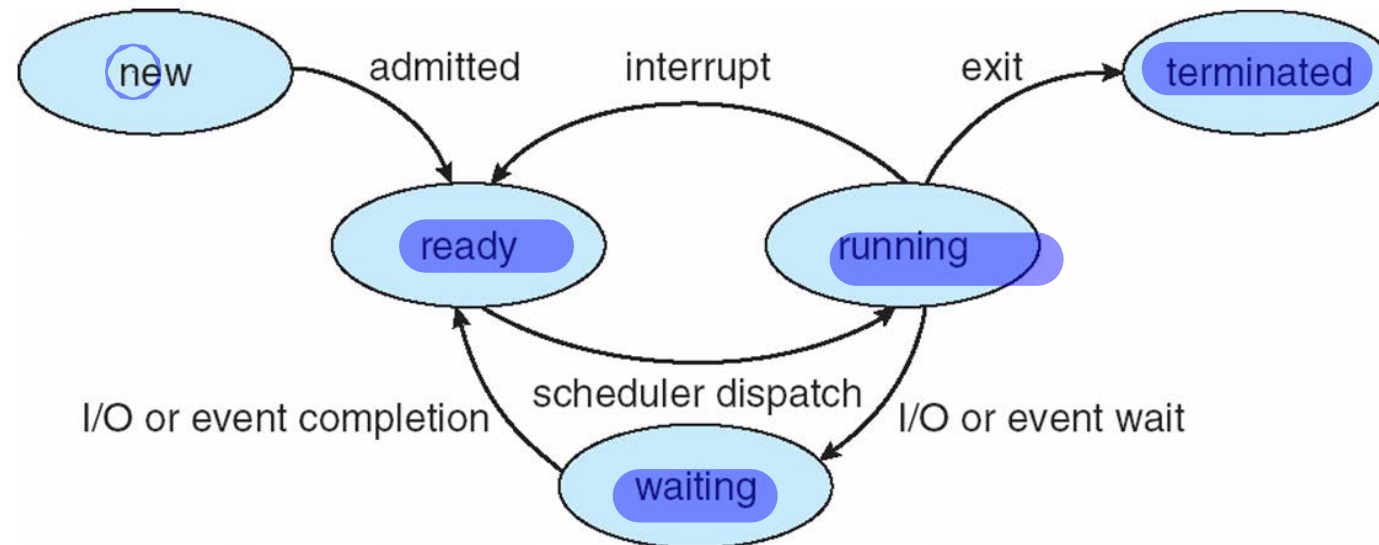 new
admitted
interrupt
exit
terminated
ready
running
scheduler dispatch
I/O or event completion
I/O or event wait
waiting